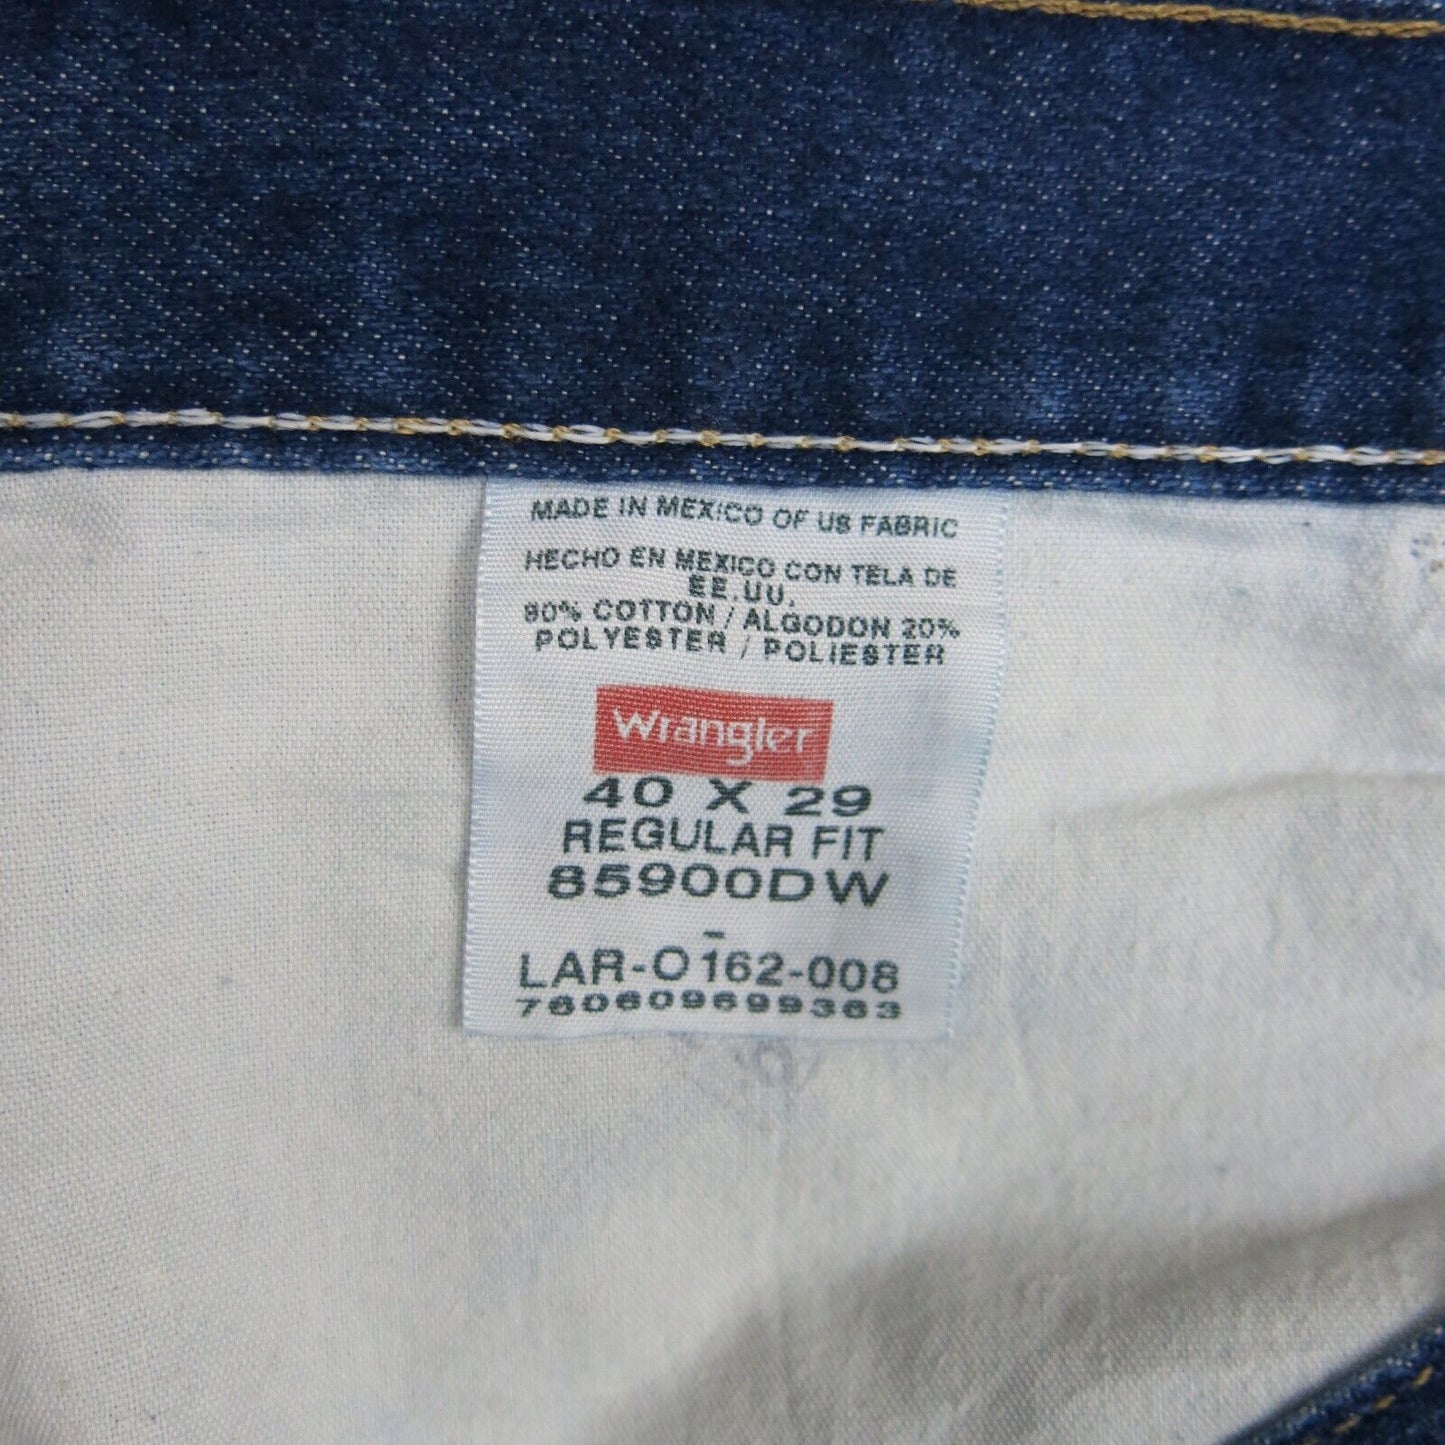 MADE IN MEXICO OF US FABRIC
HECHO EN MEXICO CON TELA DE
EE.UU.
80% COTTON / ALGODON 20%
POLYESTER / POLIESTER
Wrangler
40 X 29
REGULAR FIT
85900DW
-
LAR-O162-008
760609699363